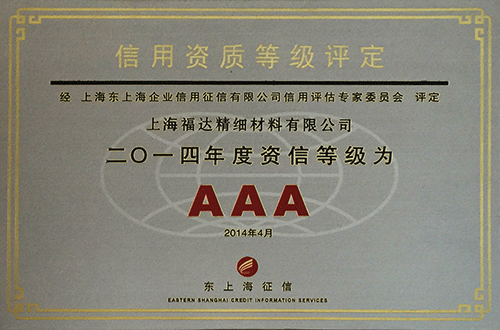 信用资质等级评定
经 上海东上海企业信用征信有限公司信用评估专家委员会 评定
上海福达精细材料有限公司
二〇一四年度资信等级为
AAA
2014年4月
东上海征信
EASTERN SHANGHAI CREDIT INFORMATION SERVICES